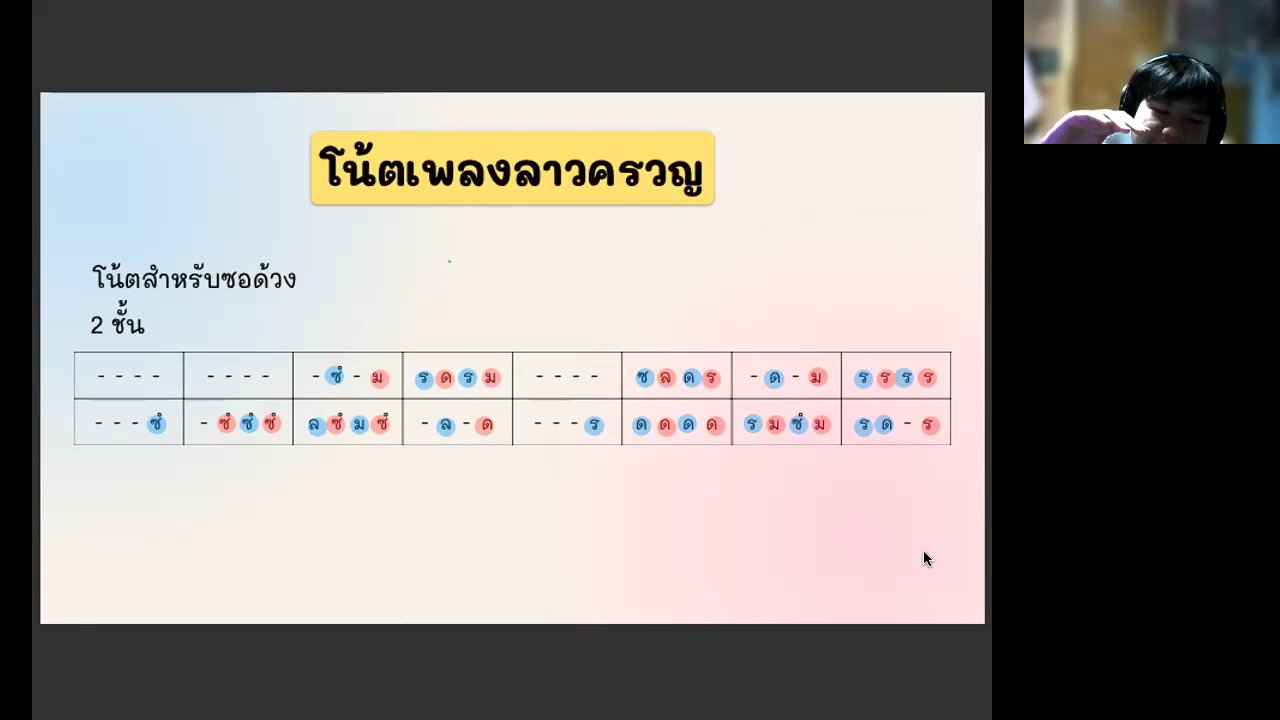 โน้ตเพลงลาวครวญ
โน้ตสำหรับซอด้วง
2 ชั้น
- - - - | - - - - | - ซํ - ม | ร ด ร ม | - - - - | ซ ล ด ร | - ด - ม | ร ร ร ร
- - - ซํ | - ซํ ซํ ซํ | ล ซํ ม ซํ | - ล - ด | - - - ร | ด ด ด ด | ร ม ซํ ม | ร ด - ร